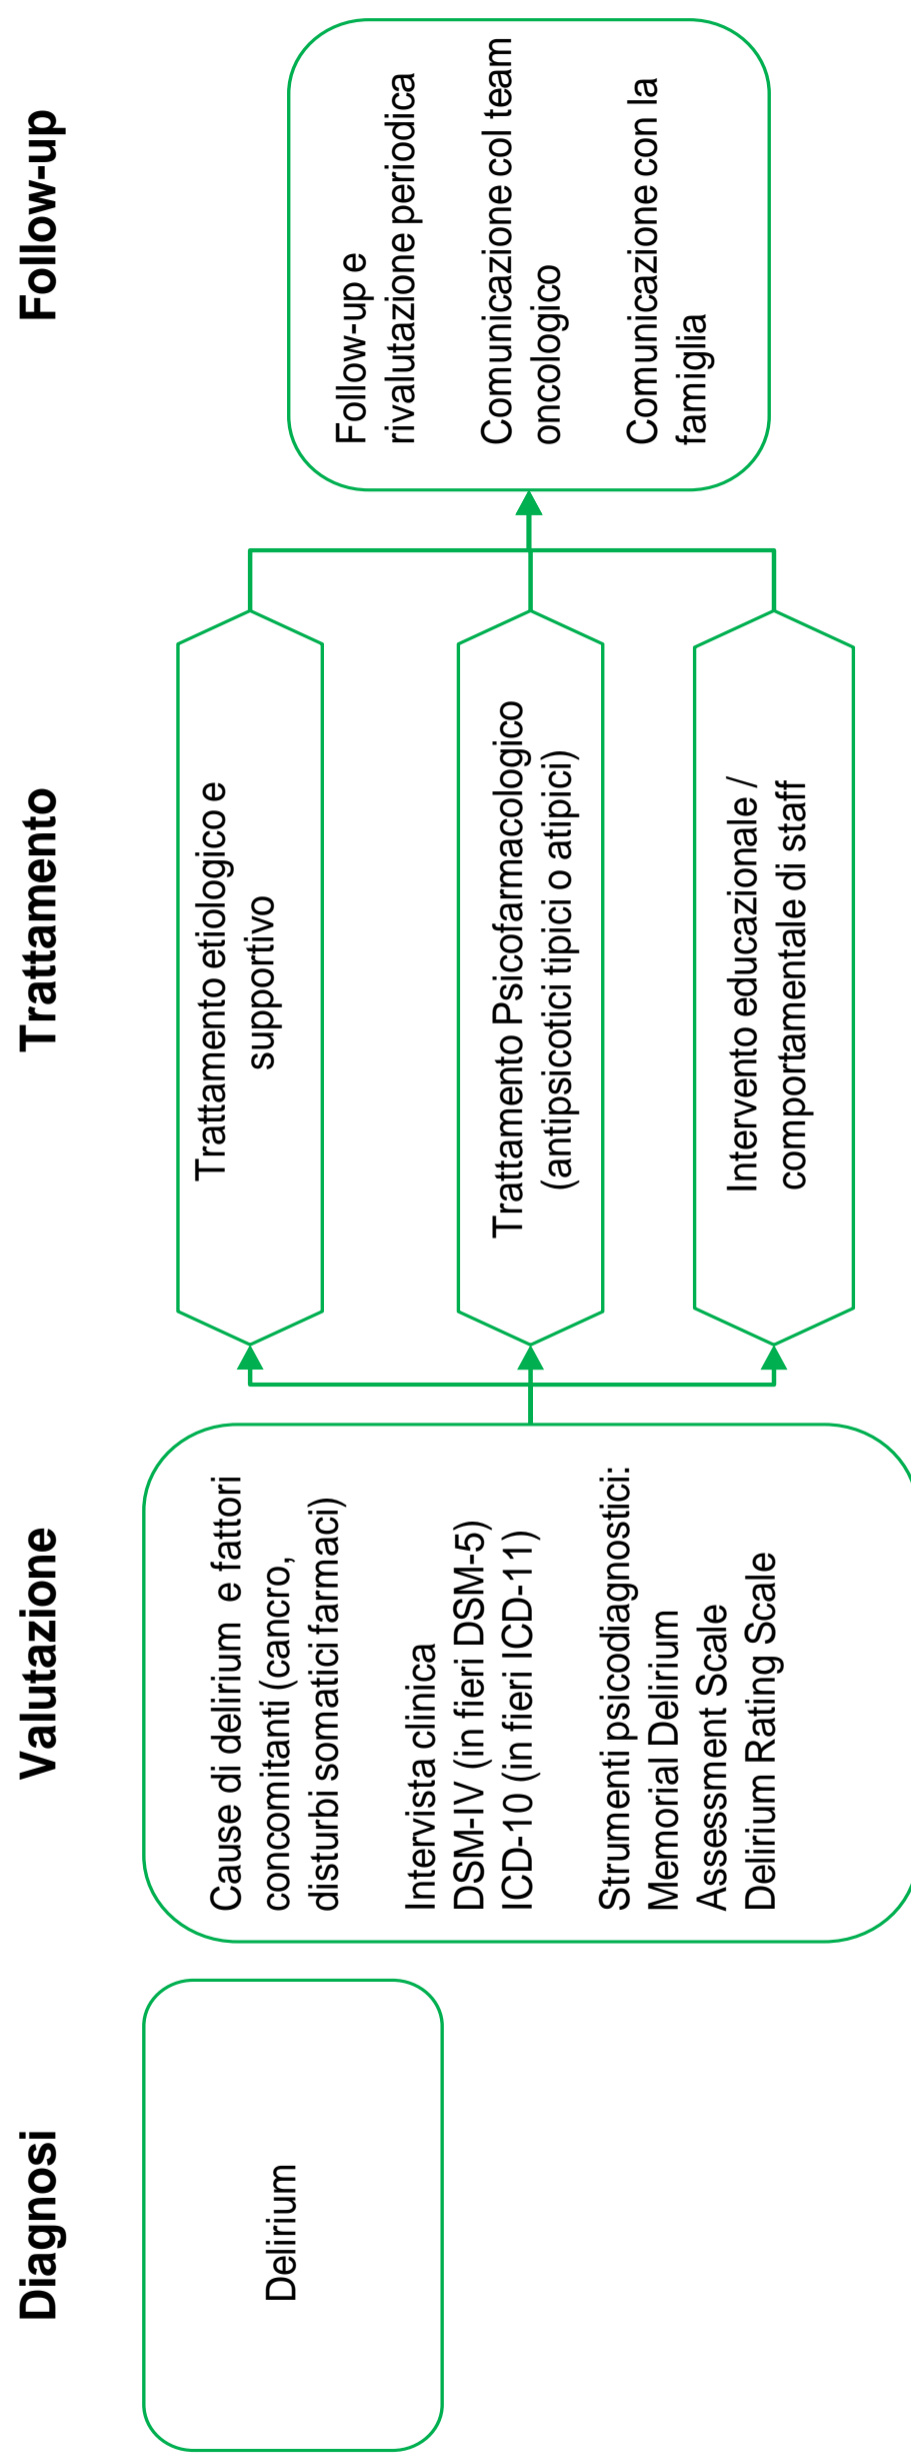 Diagnosi
Valutazione
Trattamento
Follow-up
Delirium
Cause di delirium e fattori
concomitanti (cancro,
disturbi somatici farmaci)
Intervista clinica
DSM-IV (in fieri DSM-5)
ICD-10 (in fieri ICD-11)
Strumenti psicodiagnostici:
Memorial Delirium
Assessment Scale
Delirium Rating Scale
Trattamento etiologico e
supportivo
Trattamento Psicofarmacologico
(antipsicotici tipici o atipici)
Intervento educazionale /
comportamentale di staff
Follow-up e
rivalutazione periodica
Comunicazione col team
oncologico
Comunicazione con la
famiglia